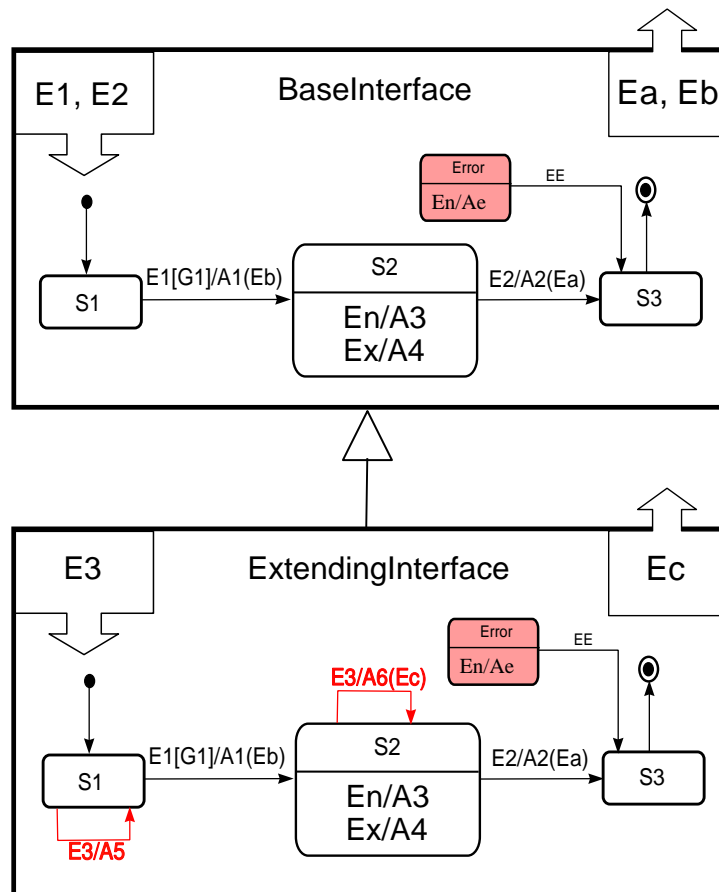 E1, E2
BaseInterface
Ea, Eb
Error
En/Ae
EE
S1
E1[G1]/A1(Eb)
S2
En/A3
Ex/A4
E2/A2(Ea)
S3
E3
ExtendingInterface
Ec
Error
En/Ae
EE
E3/A6(Ec)
S1
E1[G1]/A1(Eb)
S2
En/A3
Ex/A4
E2/A2(Ea)
S3
E3/A5